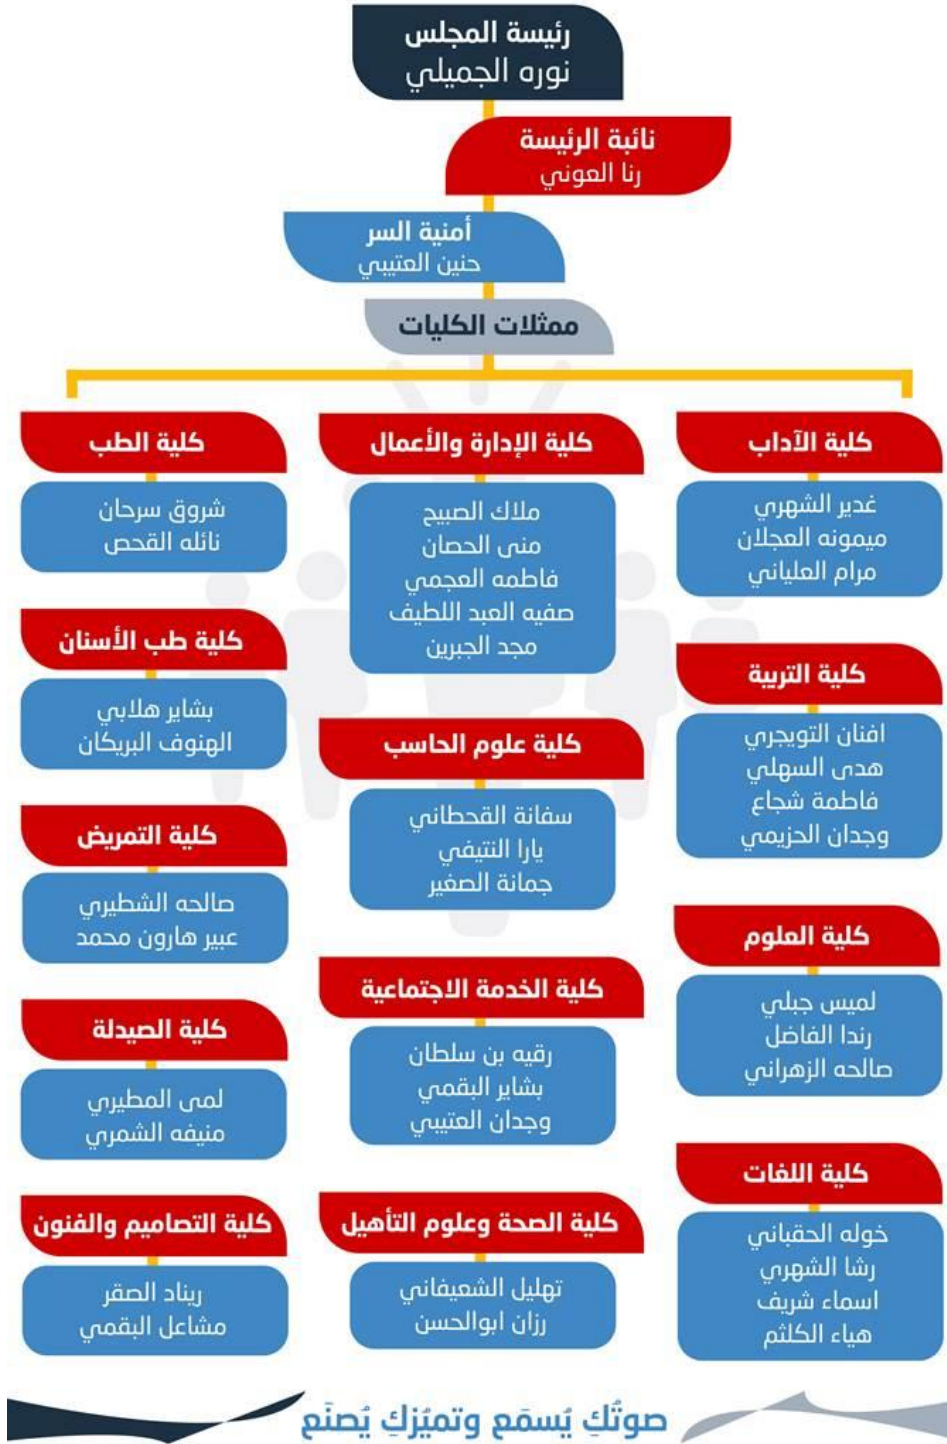 رئيسة المجلس
نوره الجميلي
نائبة الرئيسة
رنا العوني
أمنية السر
حنين العتيبي
ممثلات الكليات
كلية الآداب
غدير الشهري
ميمونه العجلان
مرام العلياني
كلية التربية
افنان التويجري
هدى السهلي
فاطمة شجاع
وجدان الحزيمي
كلية العلوم
لميس جبلي
رندا الفاضل
صالحه الزهراني
كلية اللغات
خوله الحقباني
رشا الشهري
اسماء شريف
هياء الكلثم
كلية الإدارة والأعمال
ملاك الصبيح
منى الحصان
فاطمه العجمي
صفيه العبد اللطيف
مجد الجبرين
كلية علوم الحاسب
سفانة القحطاني
يارا النتيفي
جمانة الصغير
كلية الخدمة الاجتماعية
رقيه بن سلطان
بشاير البقمي
وجدان العتيبي
كلية الصحة وعلوم التأهيل
تهليل الشعيفاني
رزان ابوالحسن
كلية الطب
شروق سرحان
نائله القحص
كلية طب الأسنان
بشاير هلابي
الهنوف البريكان
كلية التمريض
صالحه الشطيري
عبير هارون محمد
كلية الصيدلة
لمى المطيري
منيفه الشمري
كلية التصاميم والفنون
ريناد الصقر
مشاعل البقمي
صوتُكِ يُسمَع وتميُزكِ يُصنَع